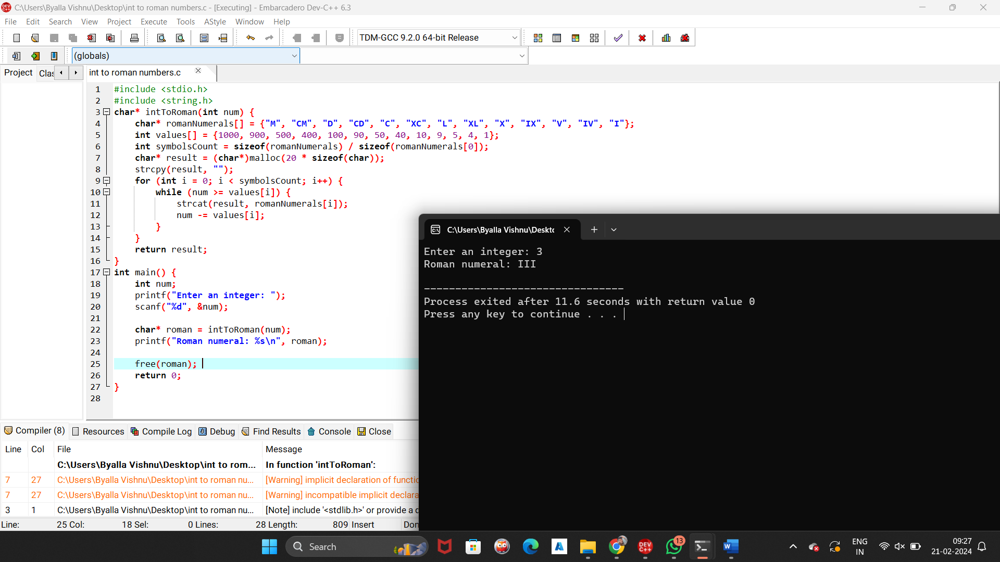 C:\Users\Byalla Vishnu\Desktop\int to roman numbers.c - [Executing] - Embarcadero Dev-C++ 6.3
File Edit Search View Project Execute Tools AStyle Window Help
TDM-GCC 9.2.0 64-bit Release
(globals)
Project Clas int to roman numbers.c
1 #include <stdio.h>
2 #include <string.h>
3 char* intToRoman(int num) {
4 char* romanNumerals[] = {"M", "CM", "D", "CD", "C", "XC", "L", "XL", "X", "IX", "V", "IV", "I"};
5 int values[] = {1000, 900, 500, 400, 100, 90, 50, 40, 10, 9, 5, 4, 1};
6 int symbolsCount = sizeof(romanNumerals) / sizeof(romanNumerals[0]);
7 char* result = (char*)malloc(20 * sizeof(char));
8 strcpy(result, "");
9 for (int i = 0; i < symbolsCount; i++) {
10 while (num >= values[i]) {
11 strcat(result, romanNumerals[i]);
12 num -= values[i];
13 }
14 }
15 return result;
16 }
17 int main() {
18 int num;
19 printf("Enter an integer: ");
20 scanf("%d", &num);
21
22 char* roman = intToRoman(num);
23 printf("Roman numeral: %s\n", roman);
24
25 free(roman);
26 return 0;
27 }
28
C:\Users\Byalla Vishnu\Deskto
Enter an integer: 3
Roman numeral: III
--------------------------------
Process exited after 11.6 seconds with return value 0
Press any key to continue . . .
Compiler (8) Resources Compile Log Debug Find Results Console Close
Line Col File Message
C:\Users\Byalla Vishnu\Desktop\int to rom... In function 'intToRoman':
7 27 C:\Users\Byalla Vishnu\Desktop\int to roman nu... [Warning] implicit declaration of functio
7 27 C:\Users\Byalla Vishnu\Desktop\int to roman nu... [Warning] incompatible implicit declara
3 1 C:\Users\Byalla Vishnu\Desktop\int to roman nu... [Note] include '<stdlib.h>' or provide a d
Line: 25 Col: 18 Sel: 0 Lines: 28 Length: 809 Insert Don
Search
DEV C++
13
ENG
IN
09:27
21-02-2024